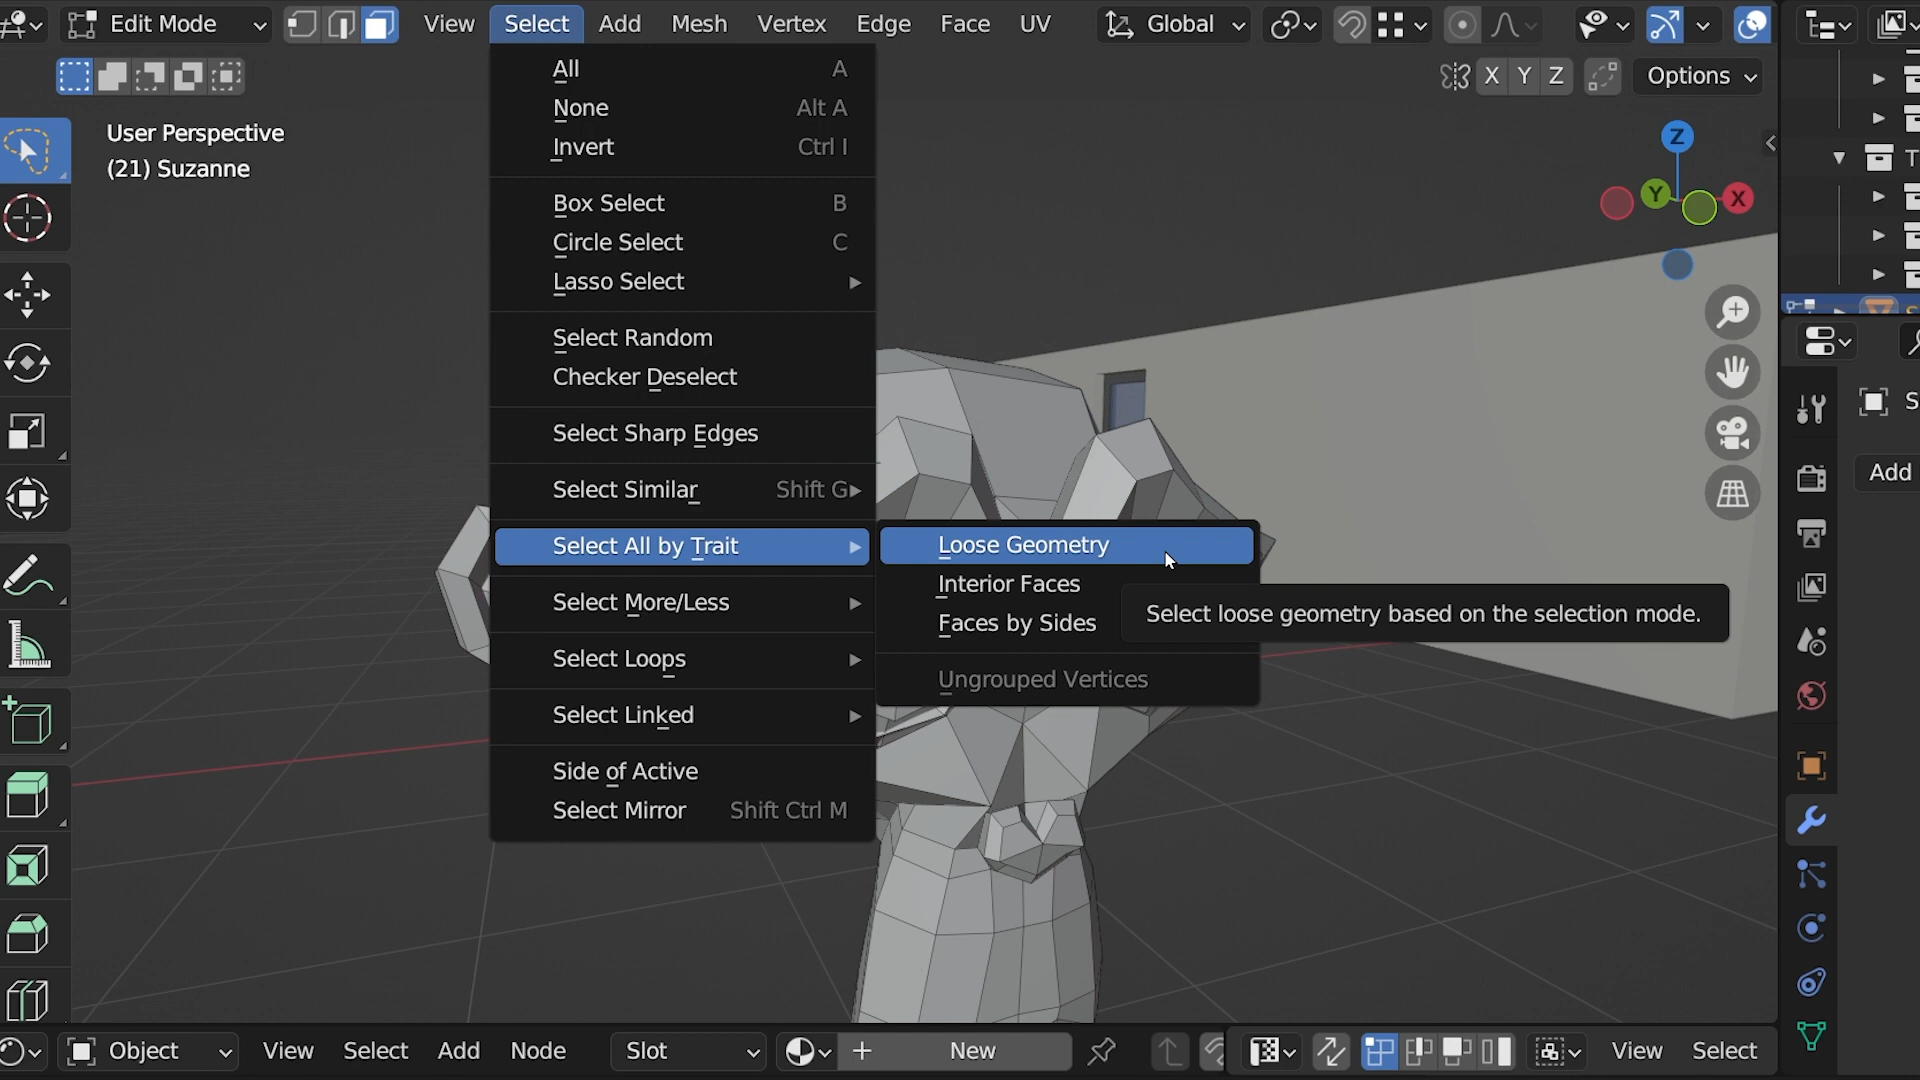 Edit Mode View Select Add Mesh Vertex Edge Face UV Global
X Y Z Options
User Perspective
(21) Suzanne
All A
None Alt A
Invert Ctrl I
Box Select B
Circle Select C
Lasso Select
Select Random
Checker Deselect
Select Sharp Edges
Select Similar Shift G
Select All by Trait
Select More/Less
Select Loops
Select Linked
Side of Active
Select Mirror Shift Ctrl M
Loose Geometry
Interior Faces
Faces by Sides
Ungrouped Vertices
Select loose geometry based on the selection mode.
Z
Y
X
T
S
Add
Object View Select Add Node Slot New View Select